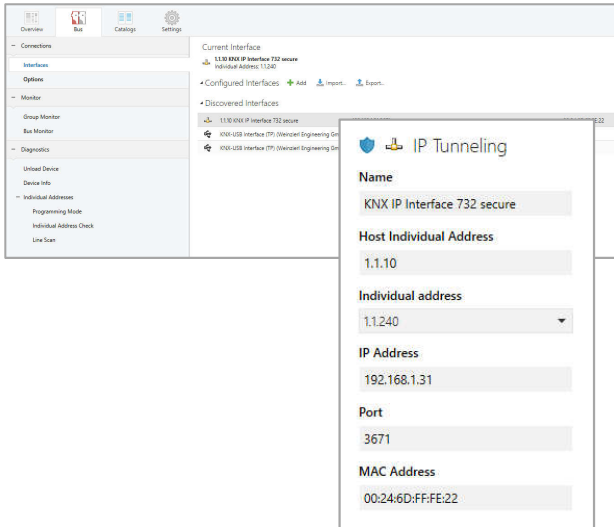 Overview Bus Catalogs Settings
Connections
Interfaces
Options
Monitor
Group Monitor
Bus Monitor
Diagnostics
Unload Device
Device Info
Individual Addresses
Programming Mode
Individual Address Check
Line Scan
Current Interface
1.1.10 KNX IP Interface 732 secure
Individual Address: 1.1.240
Configured Interfaces + Add Import... Export...
Discovered Interfaces
1.1.10 KNX IP Interface 732 secure
KNX-USB Interface (TP) (Weinzierl Engineering Gm
KNX-USB Interface (TP) (Weinzierl Engineering Gm
IP Tunneling
Name
KNX IP Interface 732 secure
Host Individual Address
1.1.10
Individual address
1.1.240
IP Address
192.168.1.31
Port
3671
MAC Address
00:24:6D:FF:FE:22